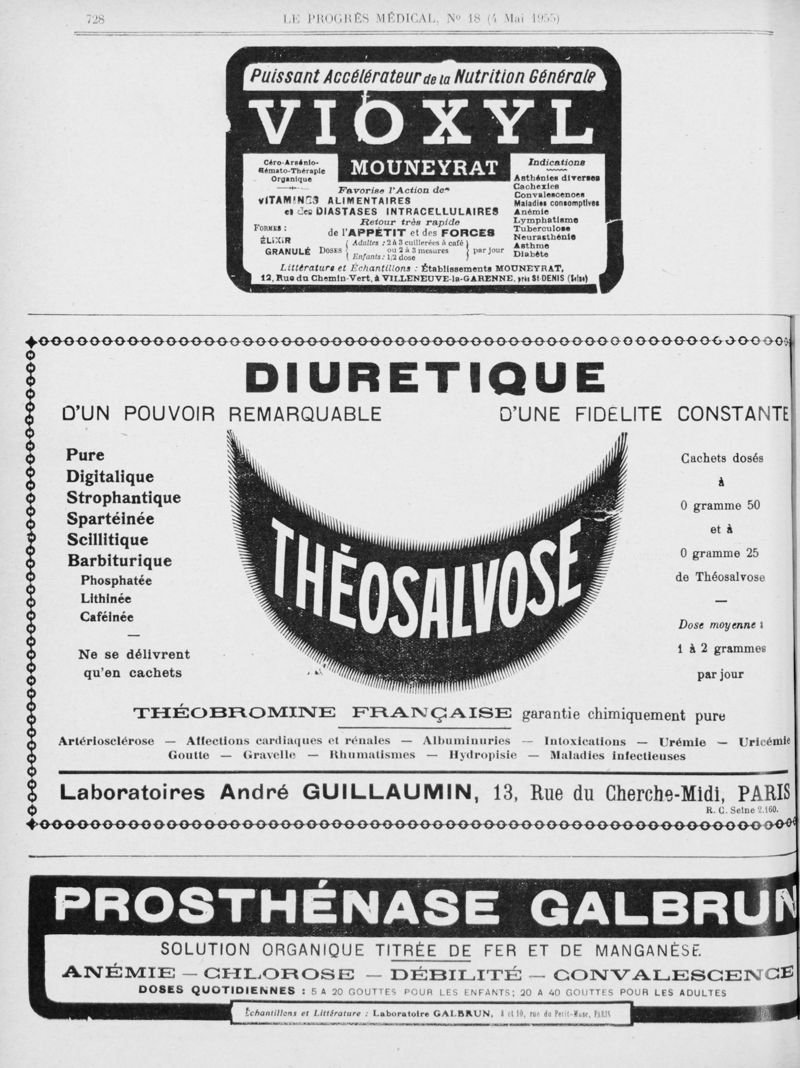 728
LE PROGRÈS MÉDICAL, No 18 (4 Mai 1935)
Puissant Accélérateur de la Nutrition Générale
VIOXYL
MOUNEYRAT
Céro-Arsénio-
Hémato-Thérapie
Organique
Favorise l'Action des
VITAMINES ALIMENTAIRES
et des DIASTASES INTRACELLULAIRES
Retour très rapide
de l'APPÉTIT et des FORCES
FORMES :
ÉLIXIR
GRANULÉ
DOSES
Adultes : 2 à 3 cuillerées à café
ou 2 à 3 mesures
Enfants : 1/2 dose
par jour
Indications
Asthénies diverses
Cachexies
Convalescences
Maladies consomptives
Anémie
Lymphatisme
Tuberculose
Neurasthénie
Asthme
Diabète
Littérature et Échantillons : Établissements MOUNEYRAT,
12, Rue du Chemin-Vert, à VILLENEUVE-la-GARENNE, près St-DENIS (Seine)
DIURETIQUE
D'UN POUVOIR REMARQUABLE D'UNE FIDÉLITE CONSTANTE
Pure
Digitalique
Strophantique
Spartéinée
Scillitique
Barbiturique
Phosphatée
Lithinée
Caféinée
—
Ne se délivrent
qu'en cachets
THÉOSALVOSE
Cachets dosés
à
0 gramme 50
et à
0 gramme 25
de Théosalvose
—
Dose moyenne :
1 à 2 grammes
par jour
THÉOBROMINE FRANÇAISE garantie chimiquement pure
Artériosclérose — Affections cardiaques et rénales — Albuminuries — Intoxications — Urémie — Uricémie
Goutte — Gravelle — Rhumatismes — Hydropisie — Maladies infectieuses
Laboratoires André GUILLAUMIN, 13, Rue du Cherche-Midi, PARIS
R. C. Seine 2.160.
PROSTHÉNASE GALBRUN
SOLUTION ORGANIQUE TITRÉE DE FER ET DE MANGANÈSE
ANÉMIE — CHLOROSE — DÉBILITÉ — CONVALESCENCE
DOSES QUOTIDIENNES : 5 A 20 GOUTTES POUR LES ENFANTS; 20 A 40 GOUTTES POUR LES ADULTES
Échantillons et Littérature : Laboratoire GALBRUN, 8 et 10, rue du Petit-Musc, PARIS